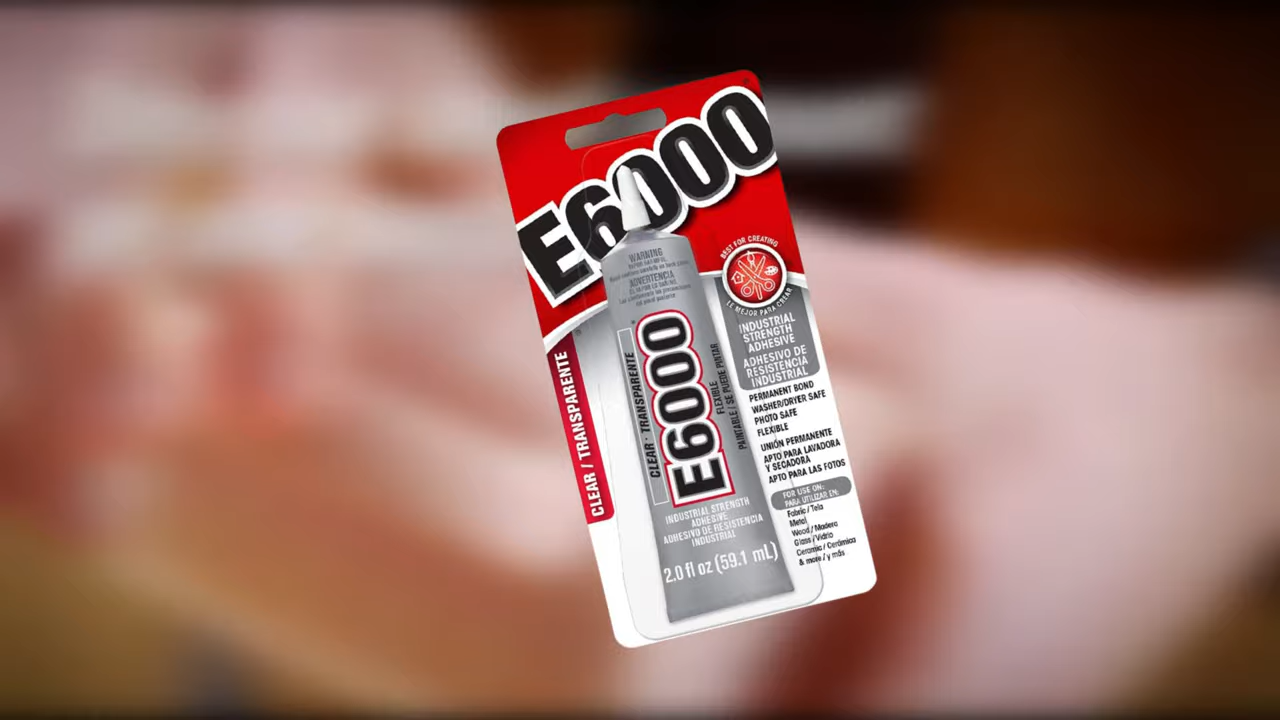 E6000
WARNING
ADVERTENCIA
CLEAR · TRANSPARENTE
E6000
FLEXIBLE
PAINTABLE / SE PUEDE PINTAR
INDUSTRIAL STRENGTH
ADHESIVE
ADHESIVO DE RESISTENCIA
INDUSTRIAL
2.0 fl oz (59.1 mL)
CLEAR / TRANSPARENTE
BEST FOR CREATING
LE MEJOR PARA CREAR
INDUSTRIAL
STRENGTH
ADHESIVE
ADHESIVO DE
RESISTENCIA
INDUSTRIAL
PERMANENT BOND
WASHER/DRYER SAFE
PHOTO SAFE
FLEXIBLE
UNIÓN PERMANENTE
APTO PARA LAVADORA
Y SECADORA
APTO PARA LAS FOTOS
FOR USE ON:
PARA UTILIZAR EN:
Fabric / Tela
Metal
Wood / Madera
Glass / Vidrio
Ceramic / Cerámica
& more / y más